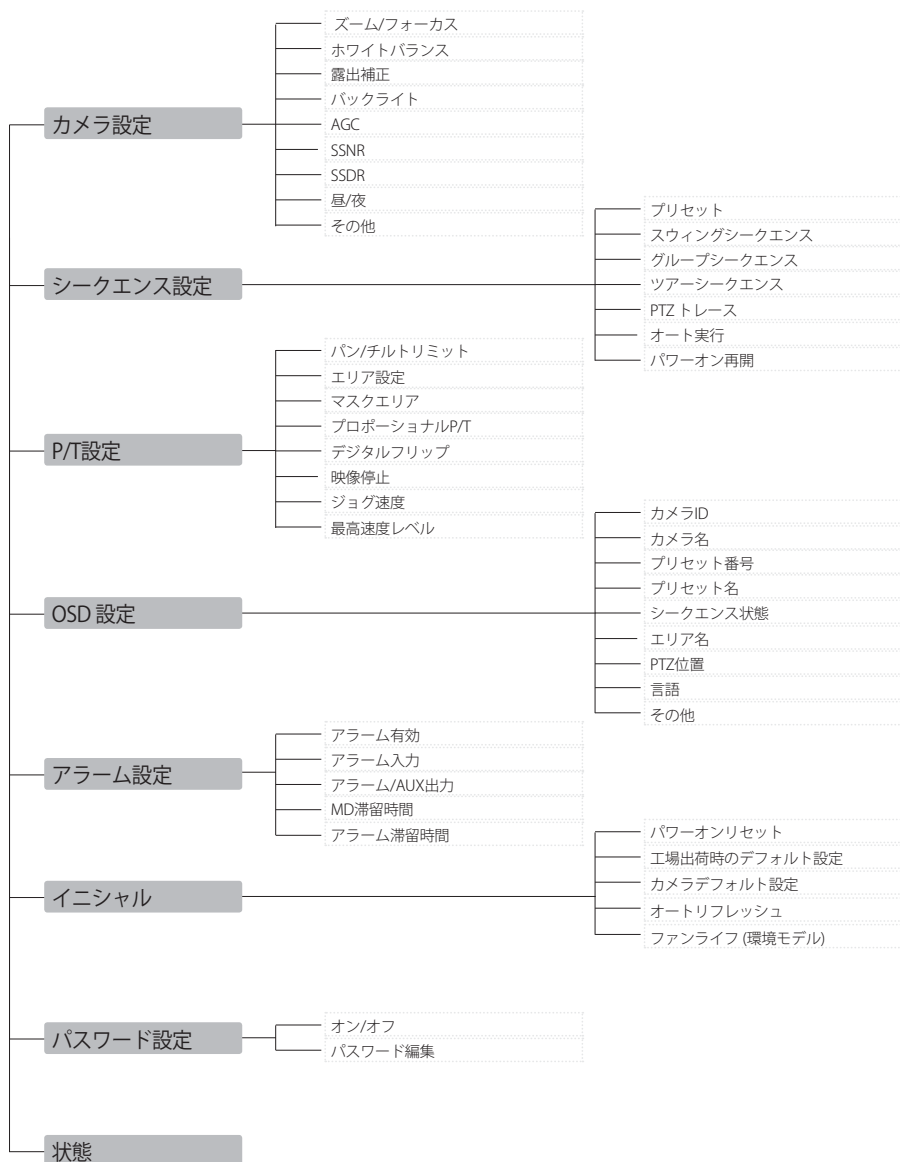 カメラ設定
ズーム/フォーカス
ホワイトバランス
露出補正
バックライト
AGC
SSNR
SSDR
昼/夜
その他
シークエンス設定
プリセット
スウィングシークエンス
グループシークエンス
ツアーシークエンス
PTZ トレース
オート実行
パワーオン再開
P/T設定
パン/チルトリミット
エリア設定
マスクエリア
プロポーショナルP/T
デジタルフリップ
映像停止
ジョグ速度
最高速度レベル
OSD 設定
カメラID
カメラ名
プリセット番号
プリセット名
シークエンス状態
エリア名
PTZ位置
言語
その他
アラーム設定
アラーム有効
アラーム入力
アラーム/AUX出力
MD滞留時間
アラーム滞留時間
イニシャル
パワーオンリセット
工場出荷時のデフォルト設定
カメラデフォルト設定
オートリフレッシュ
ファンライフ (環境モデル)
パスワード設定
オン/オフ
パスワード編集
状態